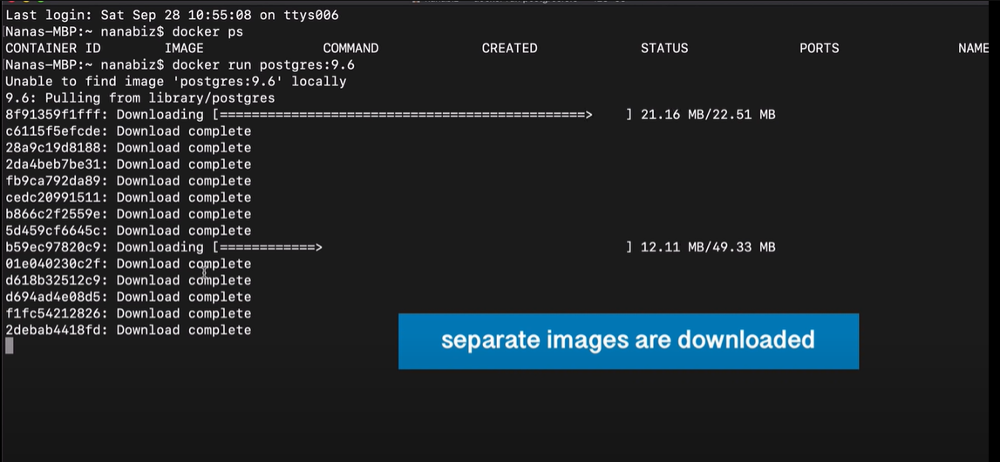 Last login: Sat Sep 28 10:55:08 on ttys006
Nanas-MBP:~ nanabiz$ docker ps
CONTAINER ID IMAGE COMMAND CREATED STATUS PORTS NAME
Nanas-MBP:~ nanabiz$ docker run postgres:9.6
Unable to find image 'postgres:9.6' locally
9.6: Pulling from library/postgres
8f91359f1fff: Downloading [==============================================> ] 21.16 MB/22.51 MB
c6115f5efcde: Download complete
28a9c19d8188: Download complete
2da4beb7be31: Download complete
fb9ca792da89: Download complete
cedc20991511: Download complete
b866c2f2559e: Download complete
5d459cf6645c: Download complete
b59ec97820c9: Downloading [============> ] 12.11 MB/49.33 MB
01e040230c2f: Download complete
d618b32512c9: Download complete
d694ad4e08d5: Download complete
f1fc54212826: Download complete
2debab4418fd: Download complete
separate images are downloaded